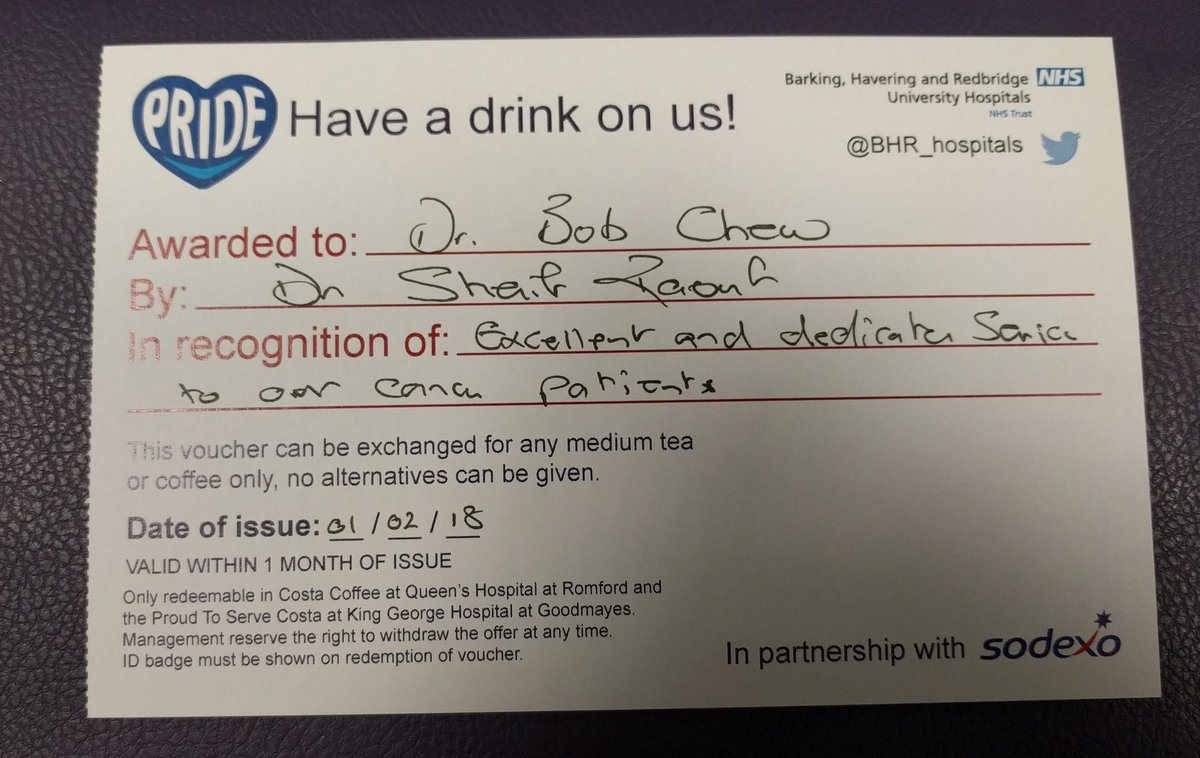 PRIDE Have a drink on us!
Barking, Havering and Redbridge NHS
University Hospitals
NHS Trust
@BHR_hospitals
Awarded to: Dr. Bob Chew
By: Dr
In recognition of: Excellent and dedicated Service
to our cancer patients
This voucher can be exchanged for any medium tea
or coffee only, no alternatives can be given.
Date of issue: 01 / 02 / 18
VALID WITHIN 1 MONTH OF ISSUE
Only redeemable in Costa Coffee at Queen's Hospital at Romford and
the Proud To Serve Costa at King George Hospital at Goodmayes.
Management reserve the right to withdraw the offer at any time.
ID badge must be shown on redemption of voucher.
In partnership with sodexo